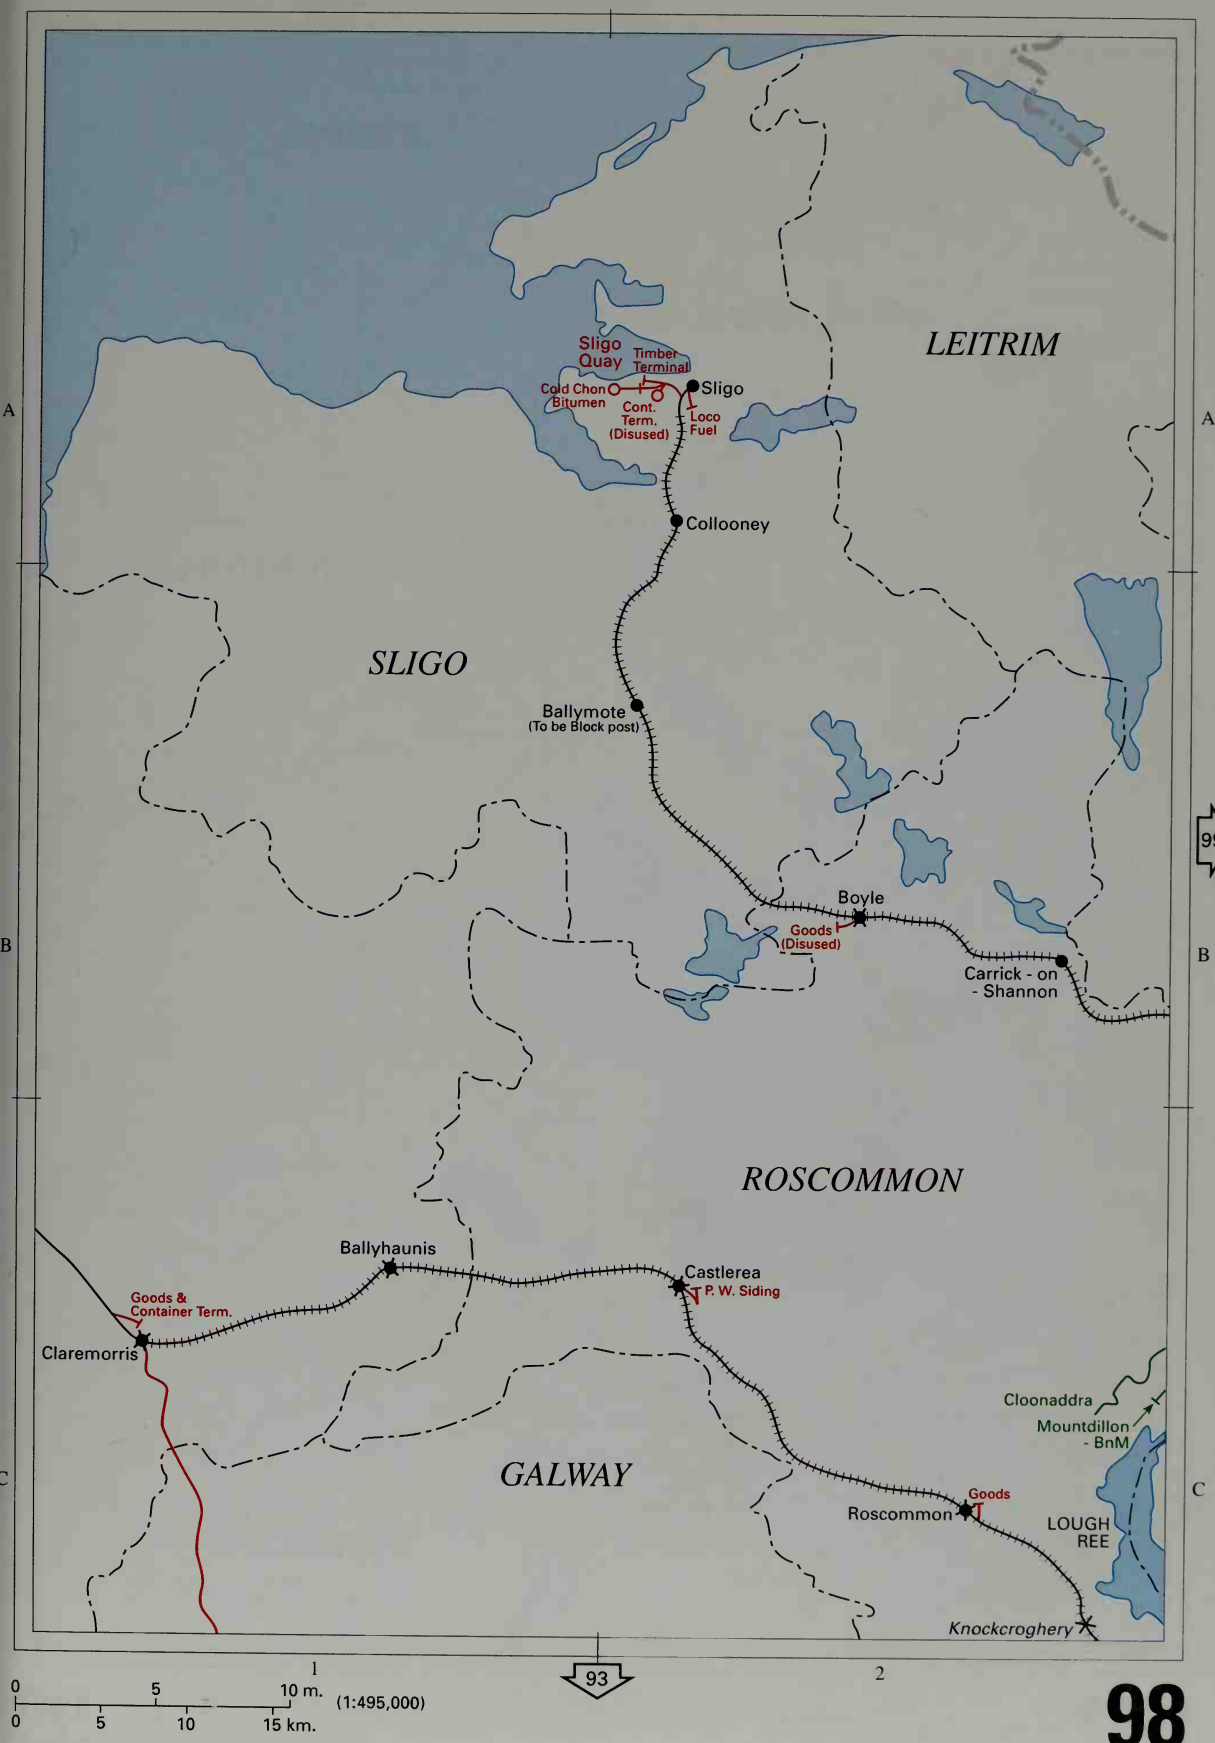 LEITRIM
Sligo
Quay
Timber
Terminal
Cold Chon
Bitumen
Cont.
Term.
(Disused)
Sligo
Loco
Fuel
A
A
Collooney
SLIGO
Ballymote
(To be Block post)
99
Boyle
Goods
(Disused)
B
B
Carrick - on
- Shannon
ROSCOMMON
Ballyhaunis
Castlerea
P. W. Siding
Goods &
Container Term.
Claremorris
Cloonaddra
Mountdillon
- BnM
GALWAY
C
C
Goods
Roscommon
LOUGH
REE
Knockcroghery
1
93
2
0 5 10 m.
(1:495,000)
0 5 10 15 km.
98